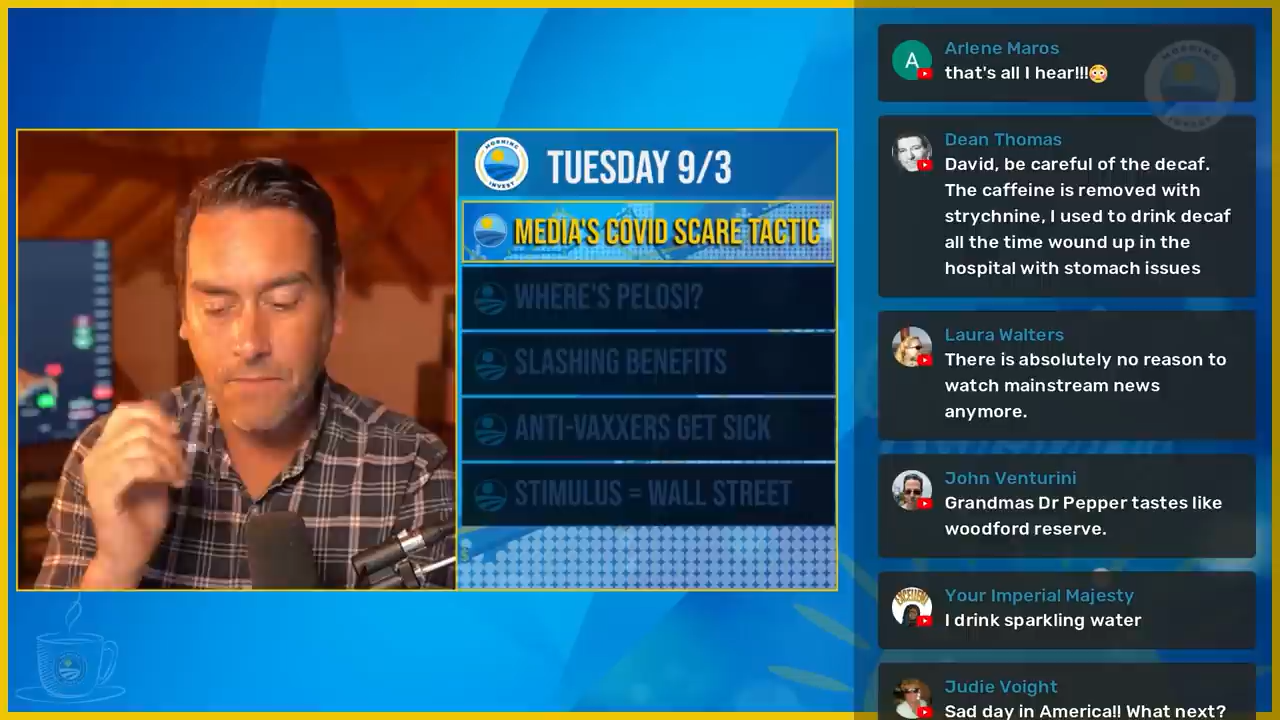 MORNING
INVEST
TUESDAY 9/3
MEDIA'S COVID SCARE TACTIC
WHERE'S PELOSI?
SLASHING BENEFITS
ANTI-VAXXERS GET SICK
STIMULUS = WALL STREET
A
Arlene Maros
that's all I hear!!!😳
MORNING
INVEST
Dean Thomas
David, be careful of the decaf.
The caffeine is removed with
strychnine, I used to drink decaf
all the time wound up in the
hospital with stomach issues
Laura Walters
There is absolutely no reason to
watch mainstream news
anymore.
John Venturini
Grandmas Dr Pepper tastes like
woodford reserve.
Your Imperial Majesty
I drink sparkling water
Judie Voight
Sad day in America!! What next?